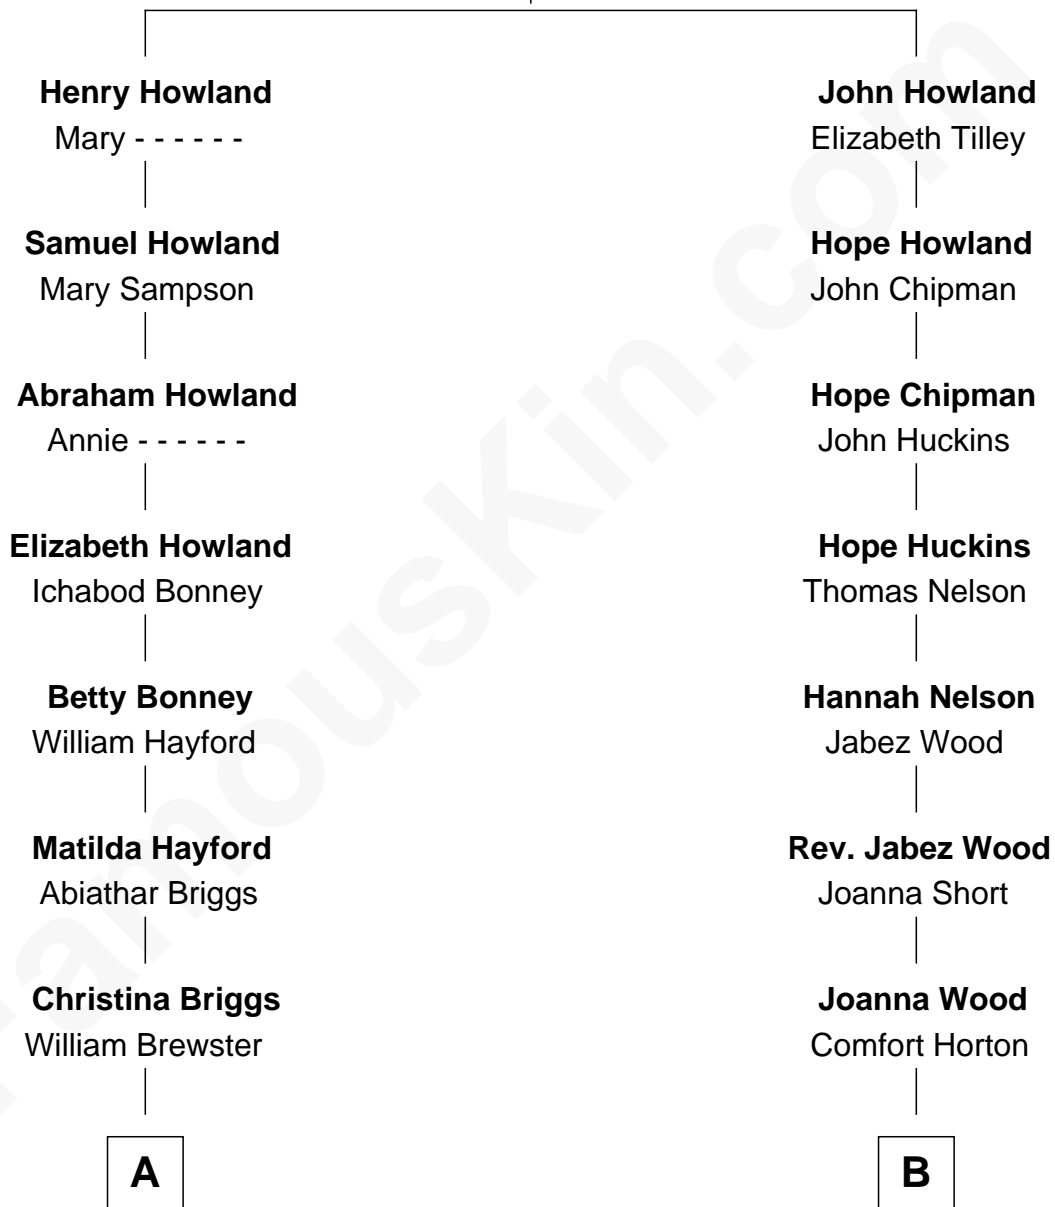 Henry Howland
Mary - - - - - -
Samuel Howland
Mary Sampson
Abraham Howland
Annie - - - - - -
Elizabeth Howland
Ichabod Bonney
Betty Bonney
William Hayford
Matilda Hayford
Abiathar Briggs
Christina Briggs
William Brewster
A
John Howland
Elizabeth Tilley
Hope Howland
John Chipman
Hope Chipman
John Huckins
Hope Huckins
Thomas Nelson
Hannah Nelson
Jabez Wood
Rev. Jabez Wood
Joanna Short
Joanna Wood
Comfort Horton
B
FamousKin.com